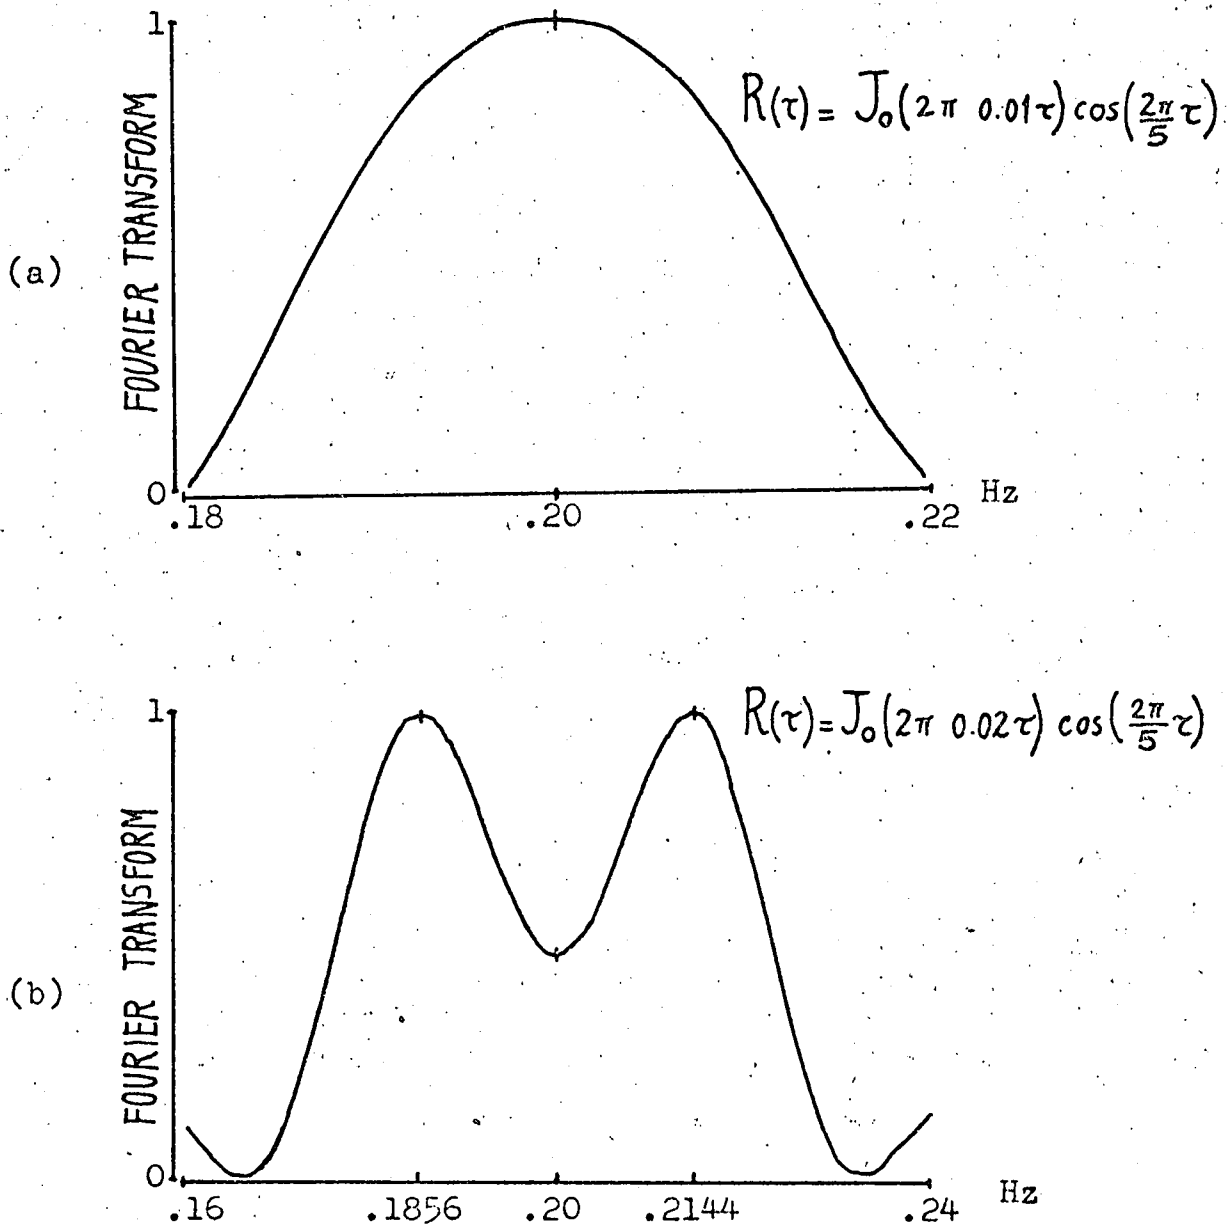 1
R(τ) = J₀(2π 0.01τ) cos(2π/5 τ)
FOURIER TRANSFORM
(a)
0
.18 .20 .22 Hz
1
R(τ) = J₀(2π 0.02τ) cos(2π/5 τ)
FOURIER TRANSFORM
(b)
0
.16 .1856 .20 .2144 .24 Hz